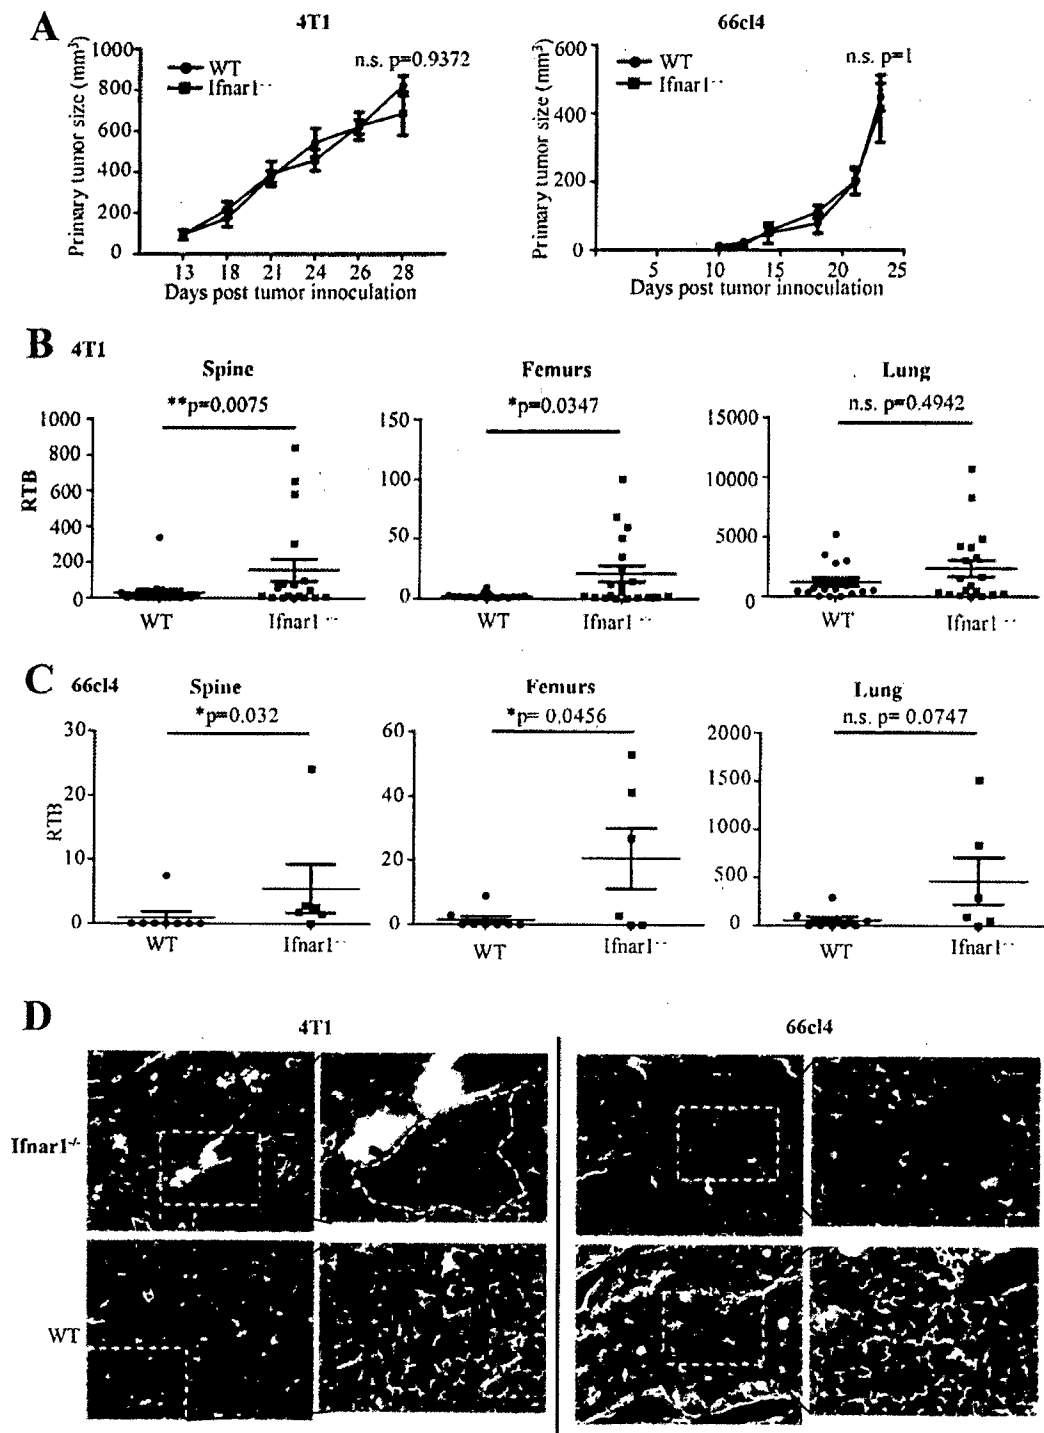 A
4T1
66cl4
Primary tumor size (mm³)
1000
800
600
400
200
0
WT
Ifnar1⁻⁻
n.s. p=0.9372
13 18 21 24 26 28
Days post tumor innoculation
Primary tumor size (mm³)
600
400
200
0
WT
Ifnar1⁻⁻
n.s. p=1
5 10 15 20 25
Days post tumor innoculation
B 4T1
Spine
Femurs
Lung
**p=0.0075
*p=0.0347
n.s. p=0.4942
RTB
1000
800
600
400
200
0
WT Ifnar1⁻⁻
150
100
50
0
WT Ifnar1⁻⁻
15000
10000
5000
0
WT Ifnar1⁻⁻
C 66cl4
Spine
Femurs
Lung
*p=0.032
*p= 0.0456
n.s. p= 0.0747
RTB
30
20
10
0
WT Ifnar1⁻⁻
60
40
20
0
WT Ifnar1⁻⁻
2000
1500
1000
500
0
WT Ifnar1⁻⁻
D
4T1
66cl4
Ifnar1⁻/⁻
WT